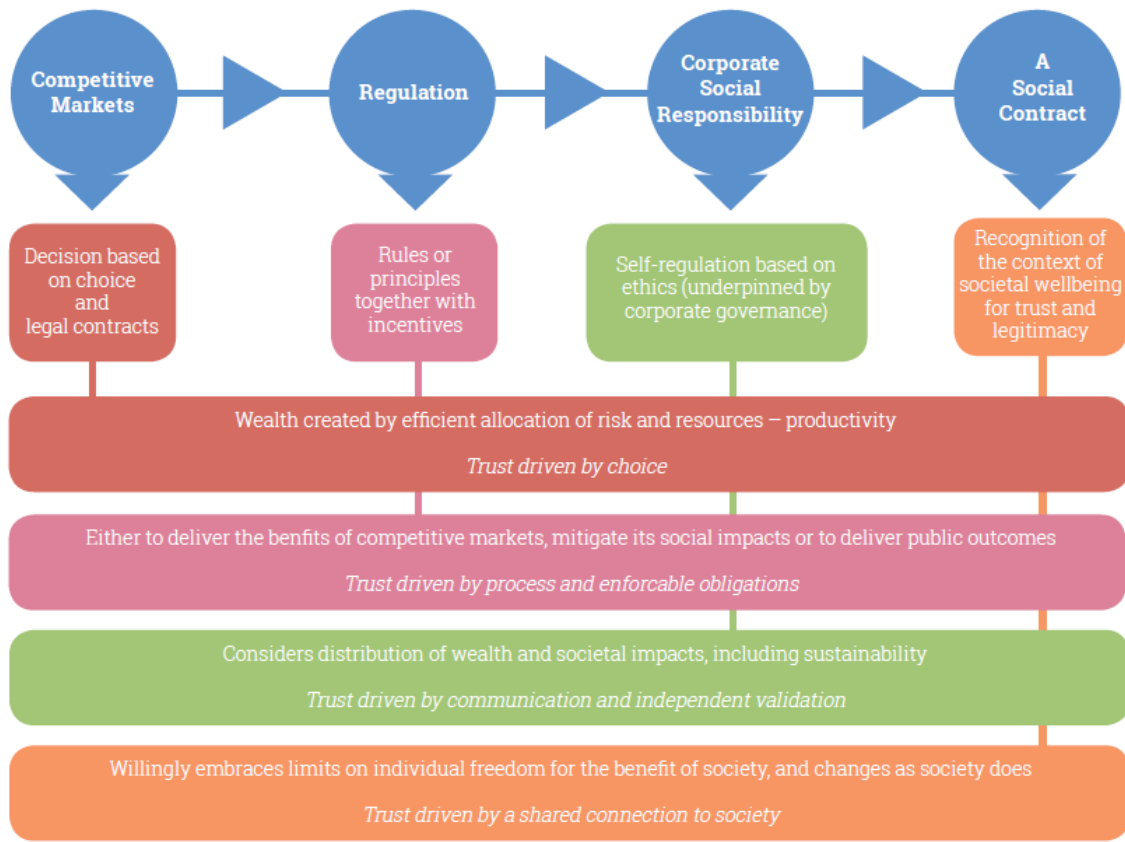 Competitive
Markets
Regulation
Corporate
Social
Responsibility
A
Social
Contract
Decision based
on choice
and
legal contracts
Rules or
principles
together with
incentives
Self-regulation based on
ethics (underpinned by
corporate governance)
Recognition of
the context of
societal wellbeing
for trust and
legitimacy
Wealth created by efficient allocation of risk and resources – productivity
Trust driven by choice
Either to deliver the benfits of competitive markets, mitigate its social impacts or to deliver public outcomes
Trust driven by process and enforcable obligations
Considers distribution of wealth and societal impacts, including sustainability
Trust driven by communication and independent validation
Willingly embraces limits on individual freedom for the benefit of society, and changes as society does
Trust driven by a shared connection to society